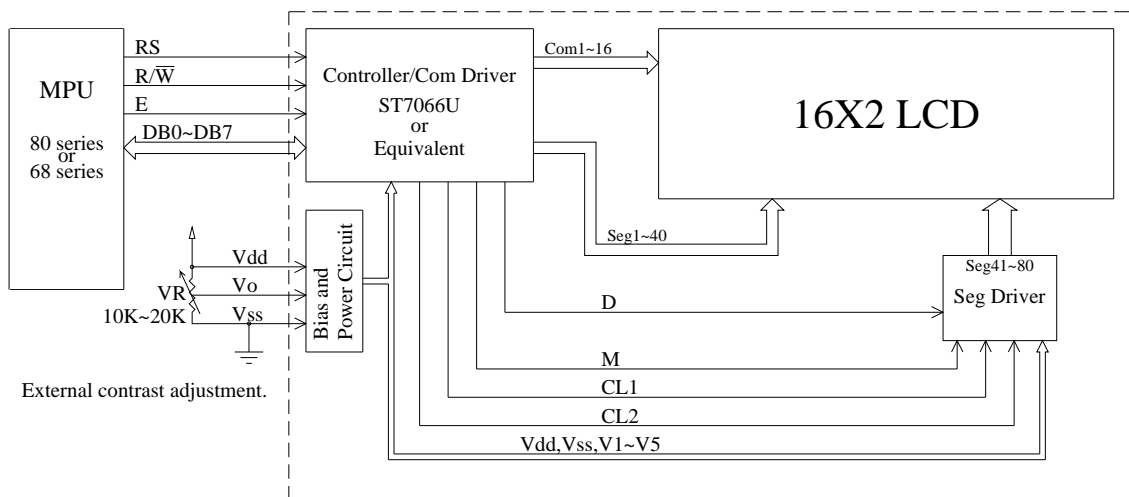 MPU
80 series
or
68 series
RS
R/W̅
E
DB0~DB7
Controller/Com Driver
ST7066U
or
Equivalent
Com1~16
16X2 LCD
Seg1~40
Seg41~80
Seg Driver
Vdd
Vo
Vss
VR
10K~20K
Bias and
Power Circuit
External contrast adjustment.
D
M
CL1
CL2
Vdd,Vss,V1~V5